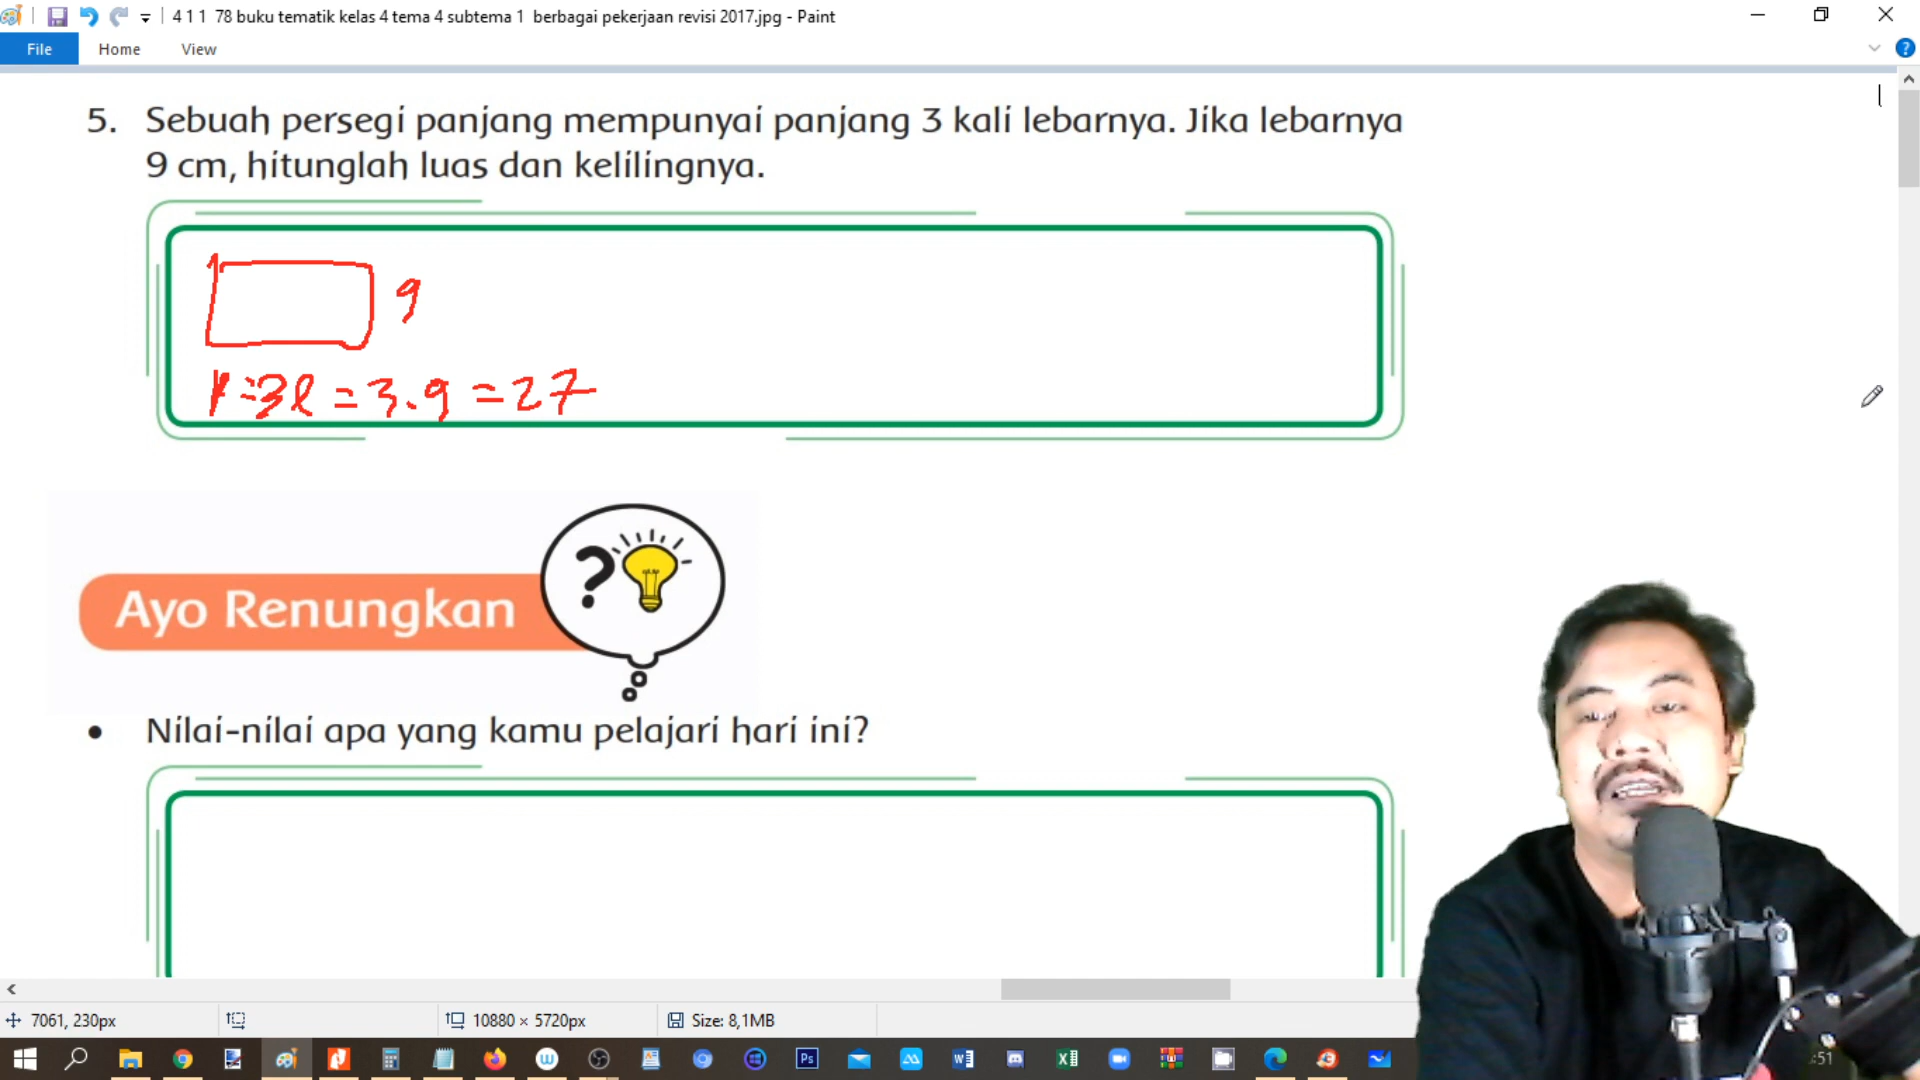 4 1 1  78 buku tematik kelas 4 tema 4 subtema 1  berbagai pekerjaan revisi 2017.jpg - Paint
File Home View
5. Sebuah persegi panjang mempunyai panjang 3 kali lebarnya. Jika lebarnya
9 cm, hitunglah luas dan kelilingnya.
9
P=3l = 3.9 = 27
Ayo Renungkan
• Nilai-nilai apa yang kamu pelajari hari ini?
7061, 230px 10880 × 5720px Size: 8,1MB
:51